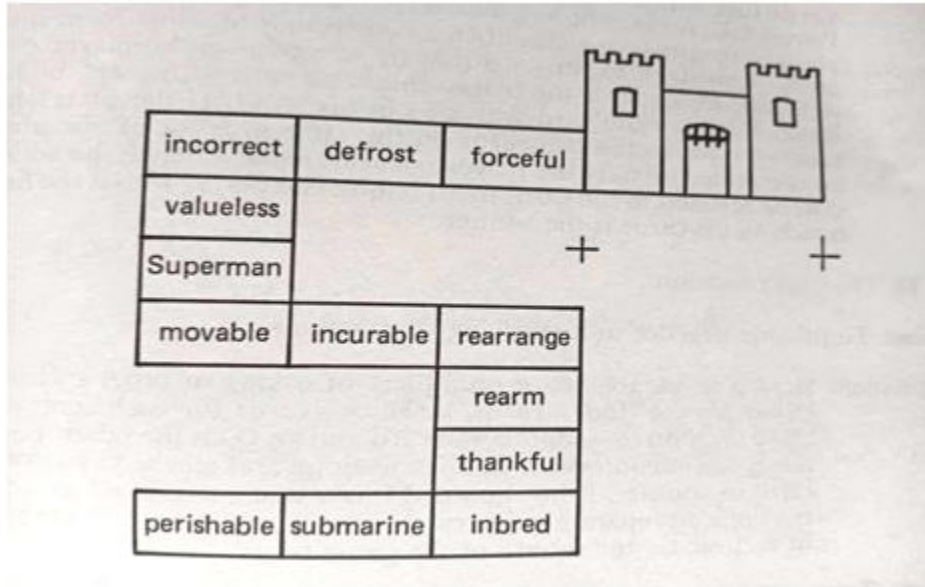 incorrect defrost forceful
valueless
Superman
movable incurable rearrange
rearm
thankful
perishable submarine inbred